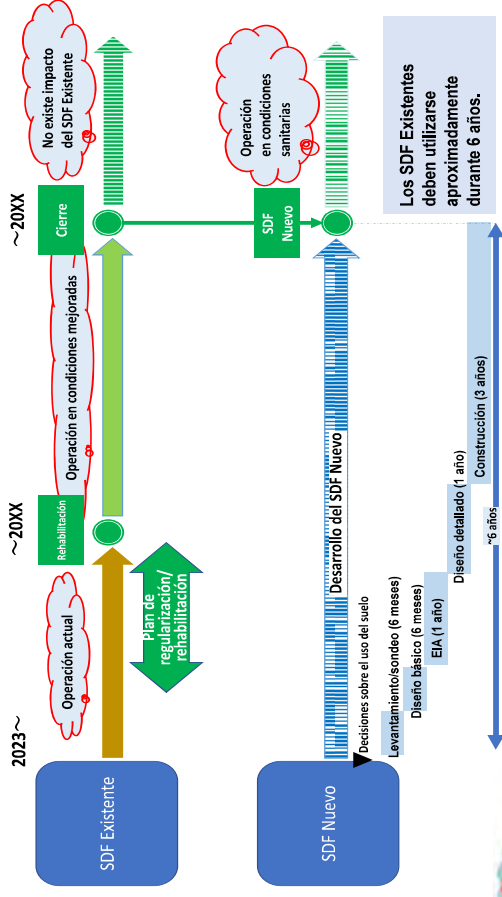 2023～
～20XX
～20XX
SDF Existente
Operación actual
Rehabilitación
Operación en condiciones mejoradas
Cierre
No existe impacto
del SDF Existente
Plan de
regularización/
rehabilitación
SDF Nuevo
Desarrollo del SDF Nuevo
SDF
Nuevo
Operación
en condiciones
sanitarias
Decisiones sobre el uso del suelo
Levantamiento/sondeo (6 meses)
Diseño básico (6 meses)
EIA (1 año)
Diseño detallado (1 año)
Construcción (3 años)
~6 años
Los SDF Existentes
deben utilizarse
aproximadamente
durante 6 años.